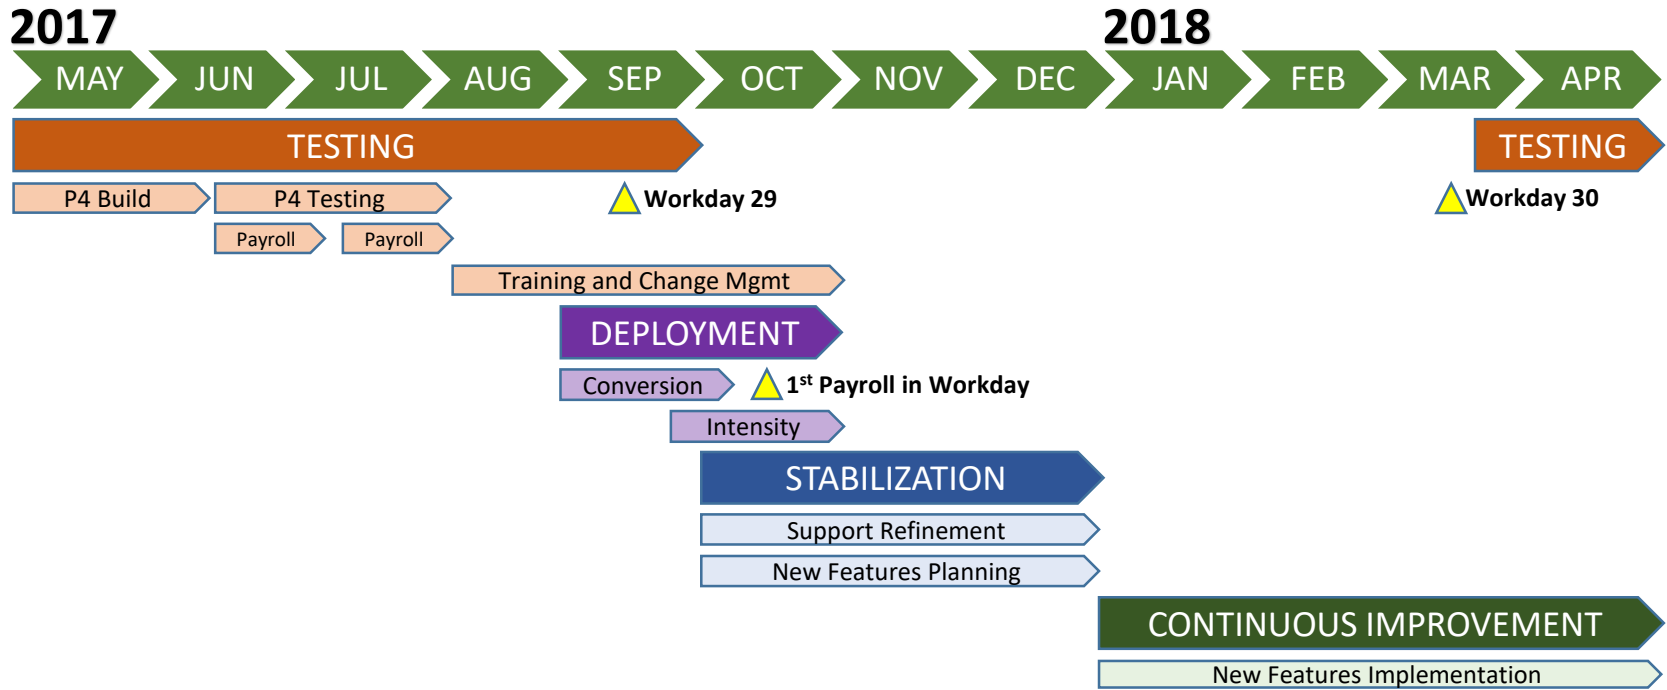 2017
2018
MAY JUN JUL AUG SEP OCT NOV DEC JAN FEB MAR APR
TESTING
TESTING
P4 Build
P4 Testing
Workday 29
Workday 30
Payroll
Payroll
Training and Change Mgmt
DEPLOYMENT
Conversion
1st Payroll in Workday
Intensity
STABILIZATION
Support Refinement
New Features Planning
CONTINUOUS IMPROVEMENT
New Features Implementation